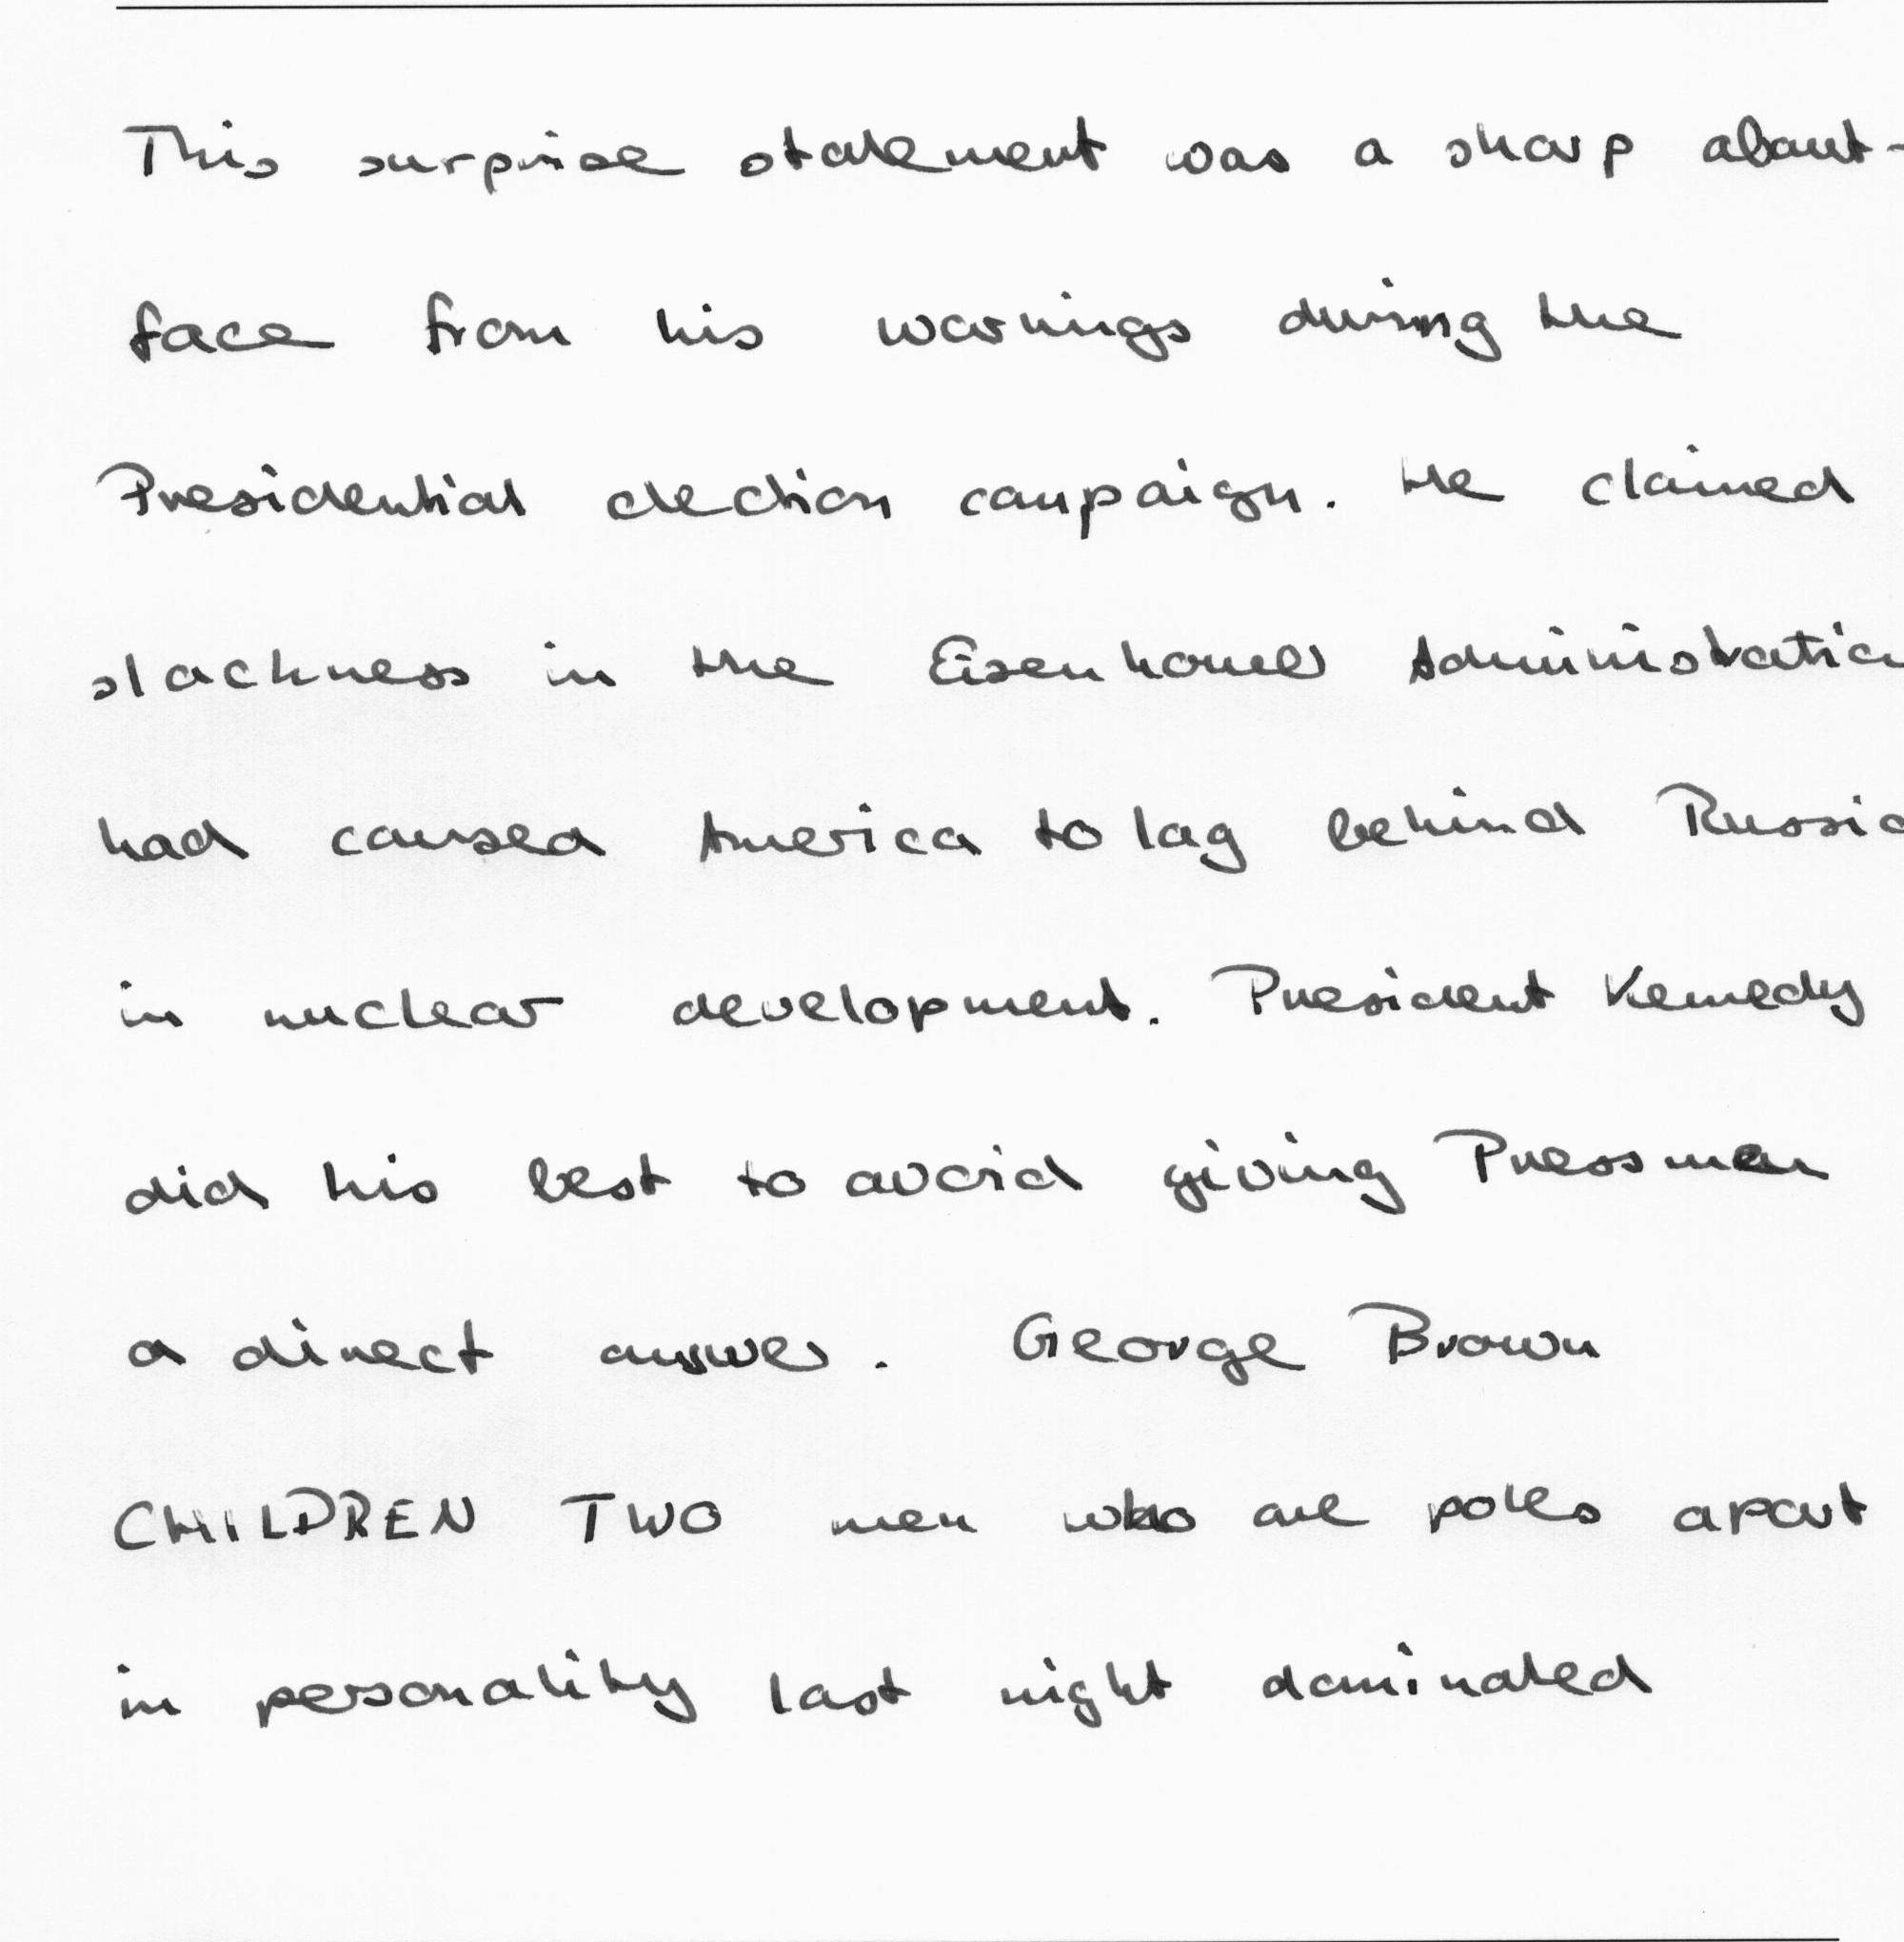 This surprise statement was a sharp about-
face from his warnings during the
Presidential election campaign. He claimed
slackness in the Eisenhower Administration
had caused America to lag behind Russia
in nuclear development. President Kennedy
did his best to avoid giving Pressmen
a direct answer. George Brown
CHILDREN TWO men who are poles apart
in personality last night dominated